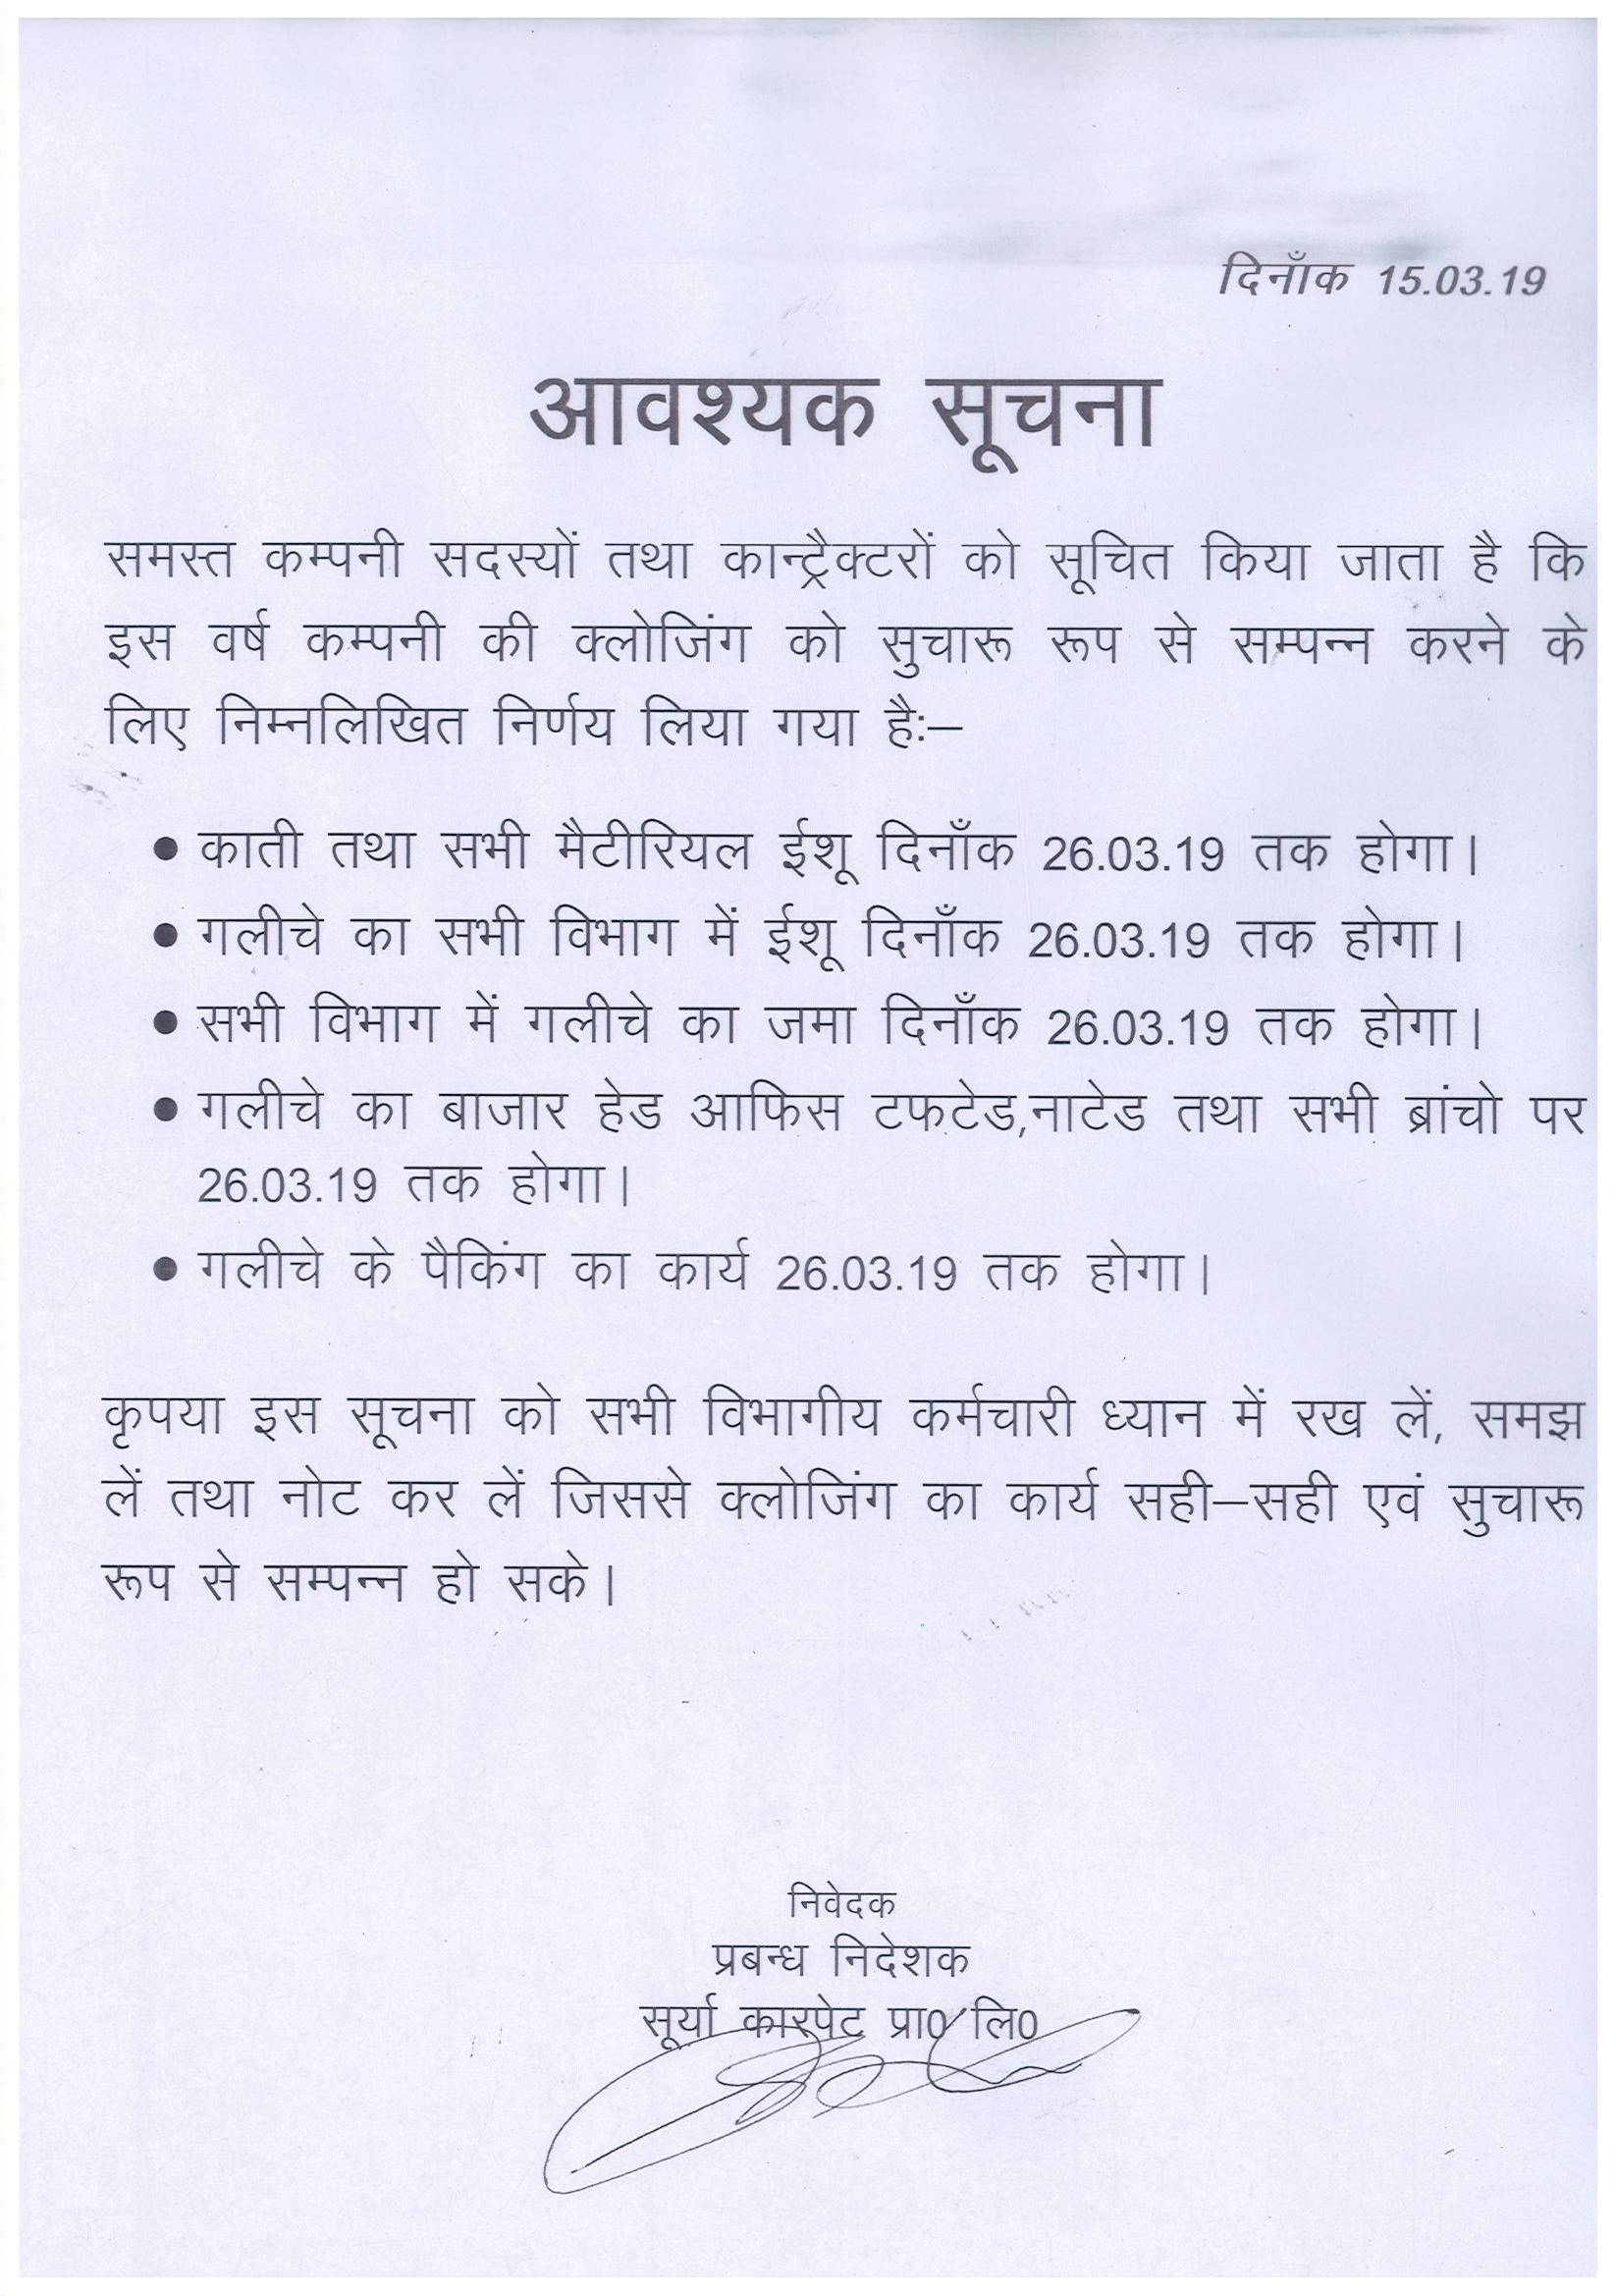 दिनाँक 15.03.19
आवश्यक सूचना
समस्त कम्पनी सदस्यों तथा कान्ट्रैक्टरों को सूचित किया जाता है कि
इस वर्ष कम्पनी की क्लोजिंग को सुचारू रूप से सम्पन्न करने के
लिए निम्नलिखित निर्णय लिया गया है:–
• काती तथा सभी मैटीरियल ईशू दिनाँक 26.03.19 तक होगा।
• गलीचे का सभी विभाग में ईशू दिनाँक 26.03.19 तक होगा।
• सभी विभाग में गलीचे का जमा दिनाँक 26.03.19 तक होगा।
• गलीचे का बाजार हेड आफिस टफटेड,नाटेड तथा सभी ब्रांचो पर
26.03.19 तक होगा।
• गलीचे के पैकिंग का कार्य 26.03.19 तक होगा।
कृपया इस सूचना को सभी विभागीय कर्मचारी ध्यान में रख लें, समझ
लें तथा नोट कर लें जिससे क्लोजिंग का कार्य सही–सही एवं सुचारू
रूप से सम्पन्न हो सके।
निवेदक
प्रबन्ध निदेशक
सूर्या कारपेट प्रा0 लि0